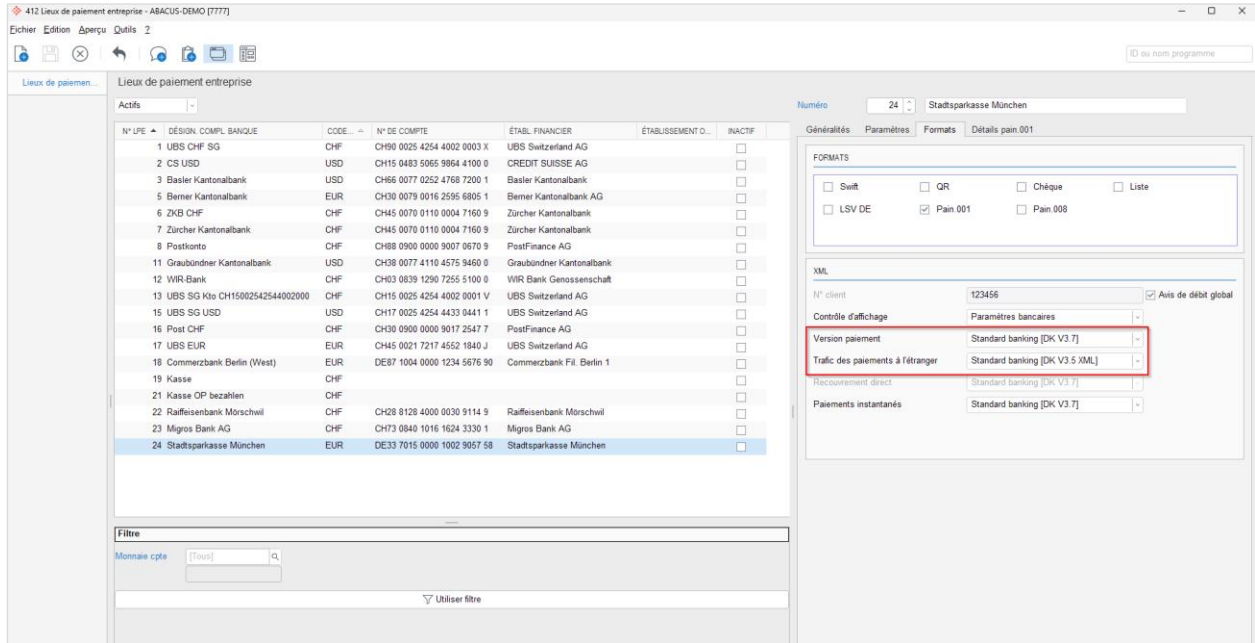 412 Lieux de paiement entreprise - ABACUS-DEMO [7777]
Fichier Edition Aperçu Outils ?
ID ou nom programme
Lieux de paiemen...
Lieux de paiement entreprise
Actifs
N° LPE DÉSIGN. COMPL. BANQUE CODE... N° DE COMPTE ÉTABL. FINANCIER ÉTABLISSEMENT O... INACTIF
1 UBS CHF SG CHF CH90 0025 4254 4002 0003 X UBS Switzerland AG
2 CS USD USD CH15 0483 5065 9864 4100 0 CREDIT SUISSE AG
3 Basler Kantonalbank USD CH66 0077 0252 4768 7200 1 Basler Kantonalbank
5 Berner Kantonalbank EUR CH30 0079 0016 2595 6805 1 Berner Kantonalbank AG
6 ZKB CHF CHF CH45 0070 0110 0004 7160 9 Zürcher Kantonalbank
7 Zürcher Kantonalbank CHF CH45 0070 0110 0004 7160 9 Zürcher Kantonalbank
8 Postkonto CHF CH88 0900 0000 9007 0670 9 PostFinance AG
11 Graubündner Kantonalbank USD CH38 0077 4110 4575 9460 0 Graubündner Kantonalbank
12 WIR-Bank CHF CH03 0839 1290 7255 5100 0 WIR Bank Genossenschaft
13 UBS SG Kto CH15002542544002000 CHF CH15 0025 4254 4002 0001 V UBS Switzerland AG
15 UBS SG USD USD CH17 0025 4254 4433 0441 1 UBS Switzerland AG
16 Post CHF CHF CH30 0900 0000 9017 2547 7 PostFinance AG
17 UBS EUR EUR CH45 0021 7217 4552 1840 J UBS Switzerland AG
18 Commerzbank Berlin (West) EUR DE87 1004 0000 1234 5676 90 Commerzbank Fil. Berlin 1
19 Kasse CHF
21 Kasse OP bezahlen CHF
22 Raiffeisenbank Mörschwil CHF CH28 8128 4000 0030 9114 9 Raiffeisenbank Mörschwil
23 Migros Bank AG CHF CH73 0840 1016 1624 3330 1 Migros Bank AG
24 Stadtsparkasse München EUR DE33 7015 0000 1002 9057 58 Stadtsparkasse München
Filtre
Monnaie cpte [Tous]
Utiliser filtre
Numéro 24 Stadtsparkasse München
Généralités Paramètres Formats Détails pain.001
FORMATS
Swift QR Chèque Liste
LSV DE Pain.001 Pain.008
XML
N° client 123456 Avis de débit global
Contrôle d'affichage Paramètres bancaires
Version paiement Standard banking [DK V3.7]
Trafic des paiements à l'étranger Standard banking [DK V3.5 XML]
Recouvrement direct Standard banking [DK V3.7]
Paiements instantanés Standard banking [DK V3.7]